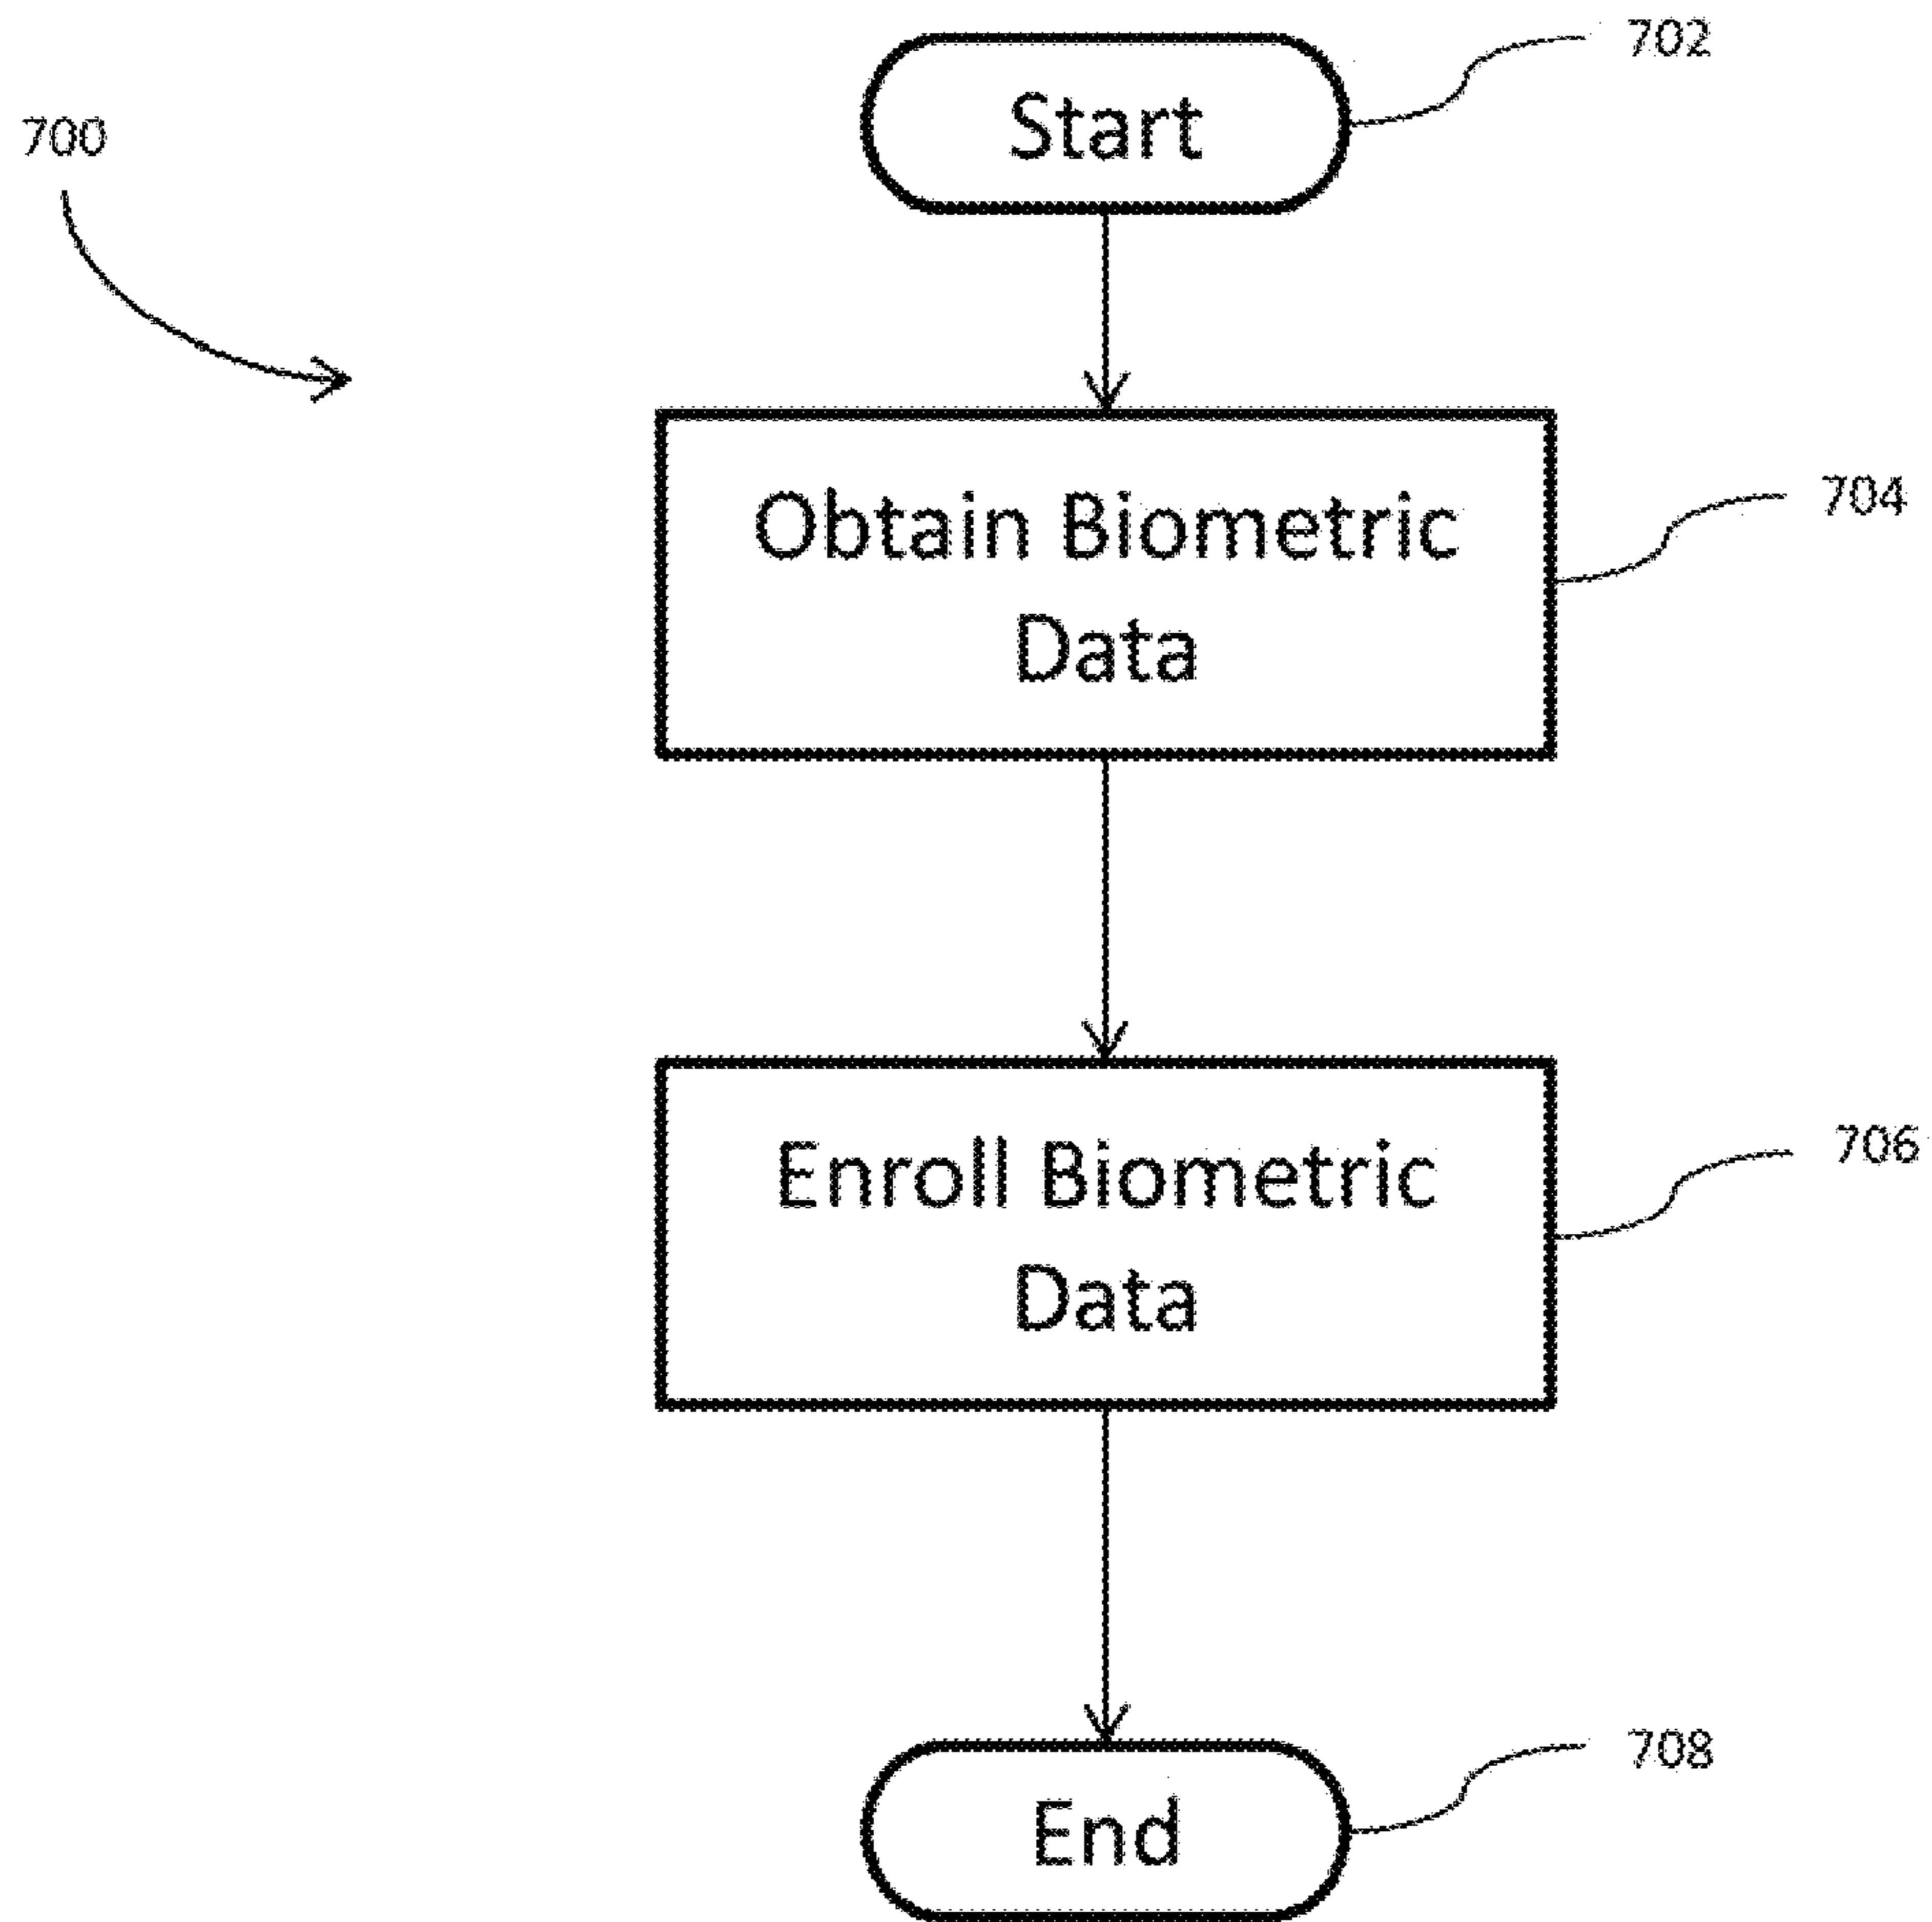 702
Start
700
Obtain Biometric
Data
704
Enroll Biometric
Data
706
708
End